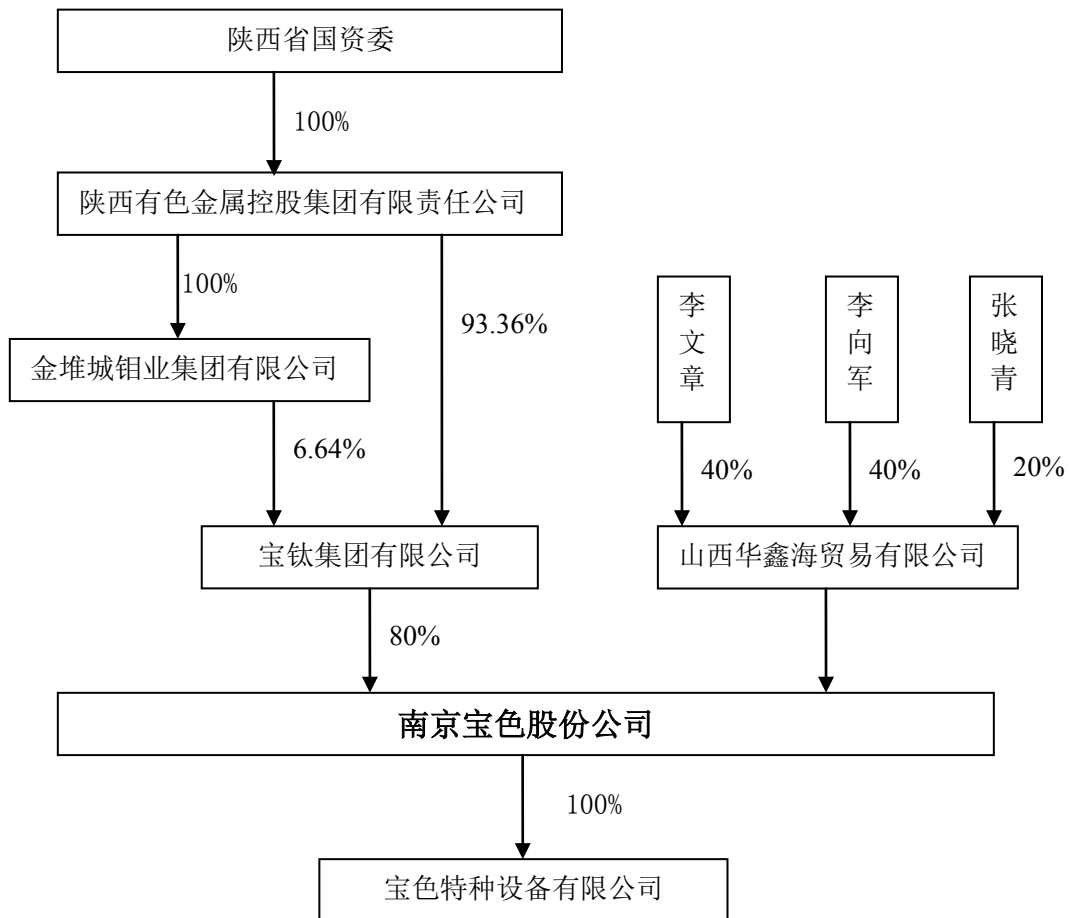 陕西省国资委
100%
陕西有色金属控股集团有限责任公司
100%
93.36%
李文章
李向军
张晓青
金堆城钼业集团有限公司
6.64%
40%
40%
20%
宝钛集团有限公司
山西华鑫海贸易有限公司
80%
南京宝色股份公司
100%
宝色特种设备有限公司